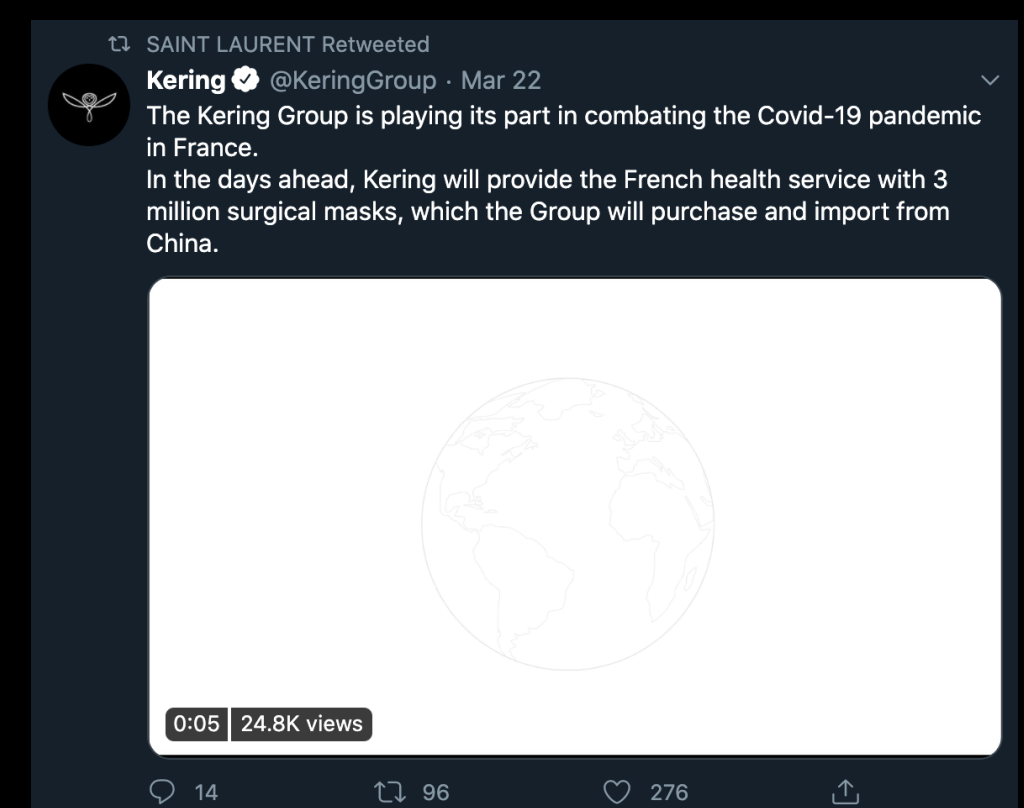 SAINT LAURENT Retweeted
Kering @KeringGroup · Mar 22
The Kering Group is playing its part in combating the Covid-19 pandemic
in France.
In the days ahead, Kering will provide the French health service with 3
million surgical masks, which the Group will purchase and import from
China.
0:05 24.8K views
14 96 276